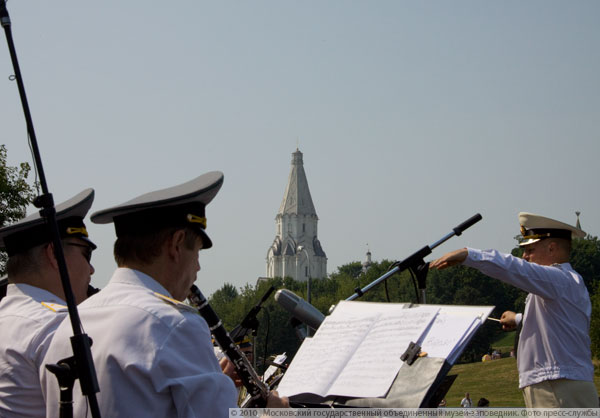 © 2010 Московский государственный объединенный музей-заповедник. Фото пресс-службы